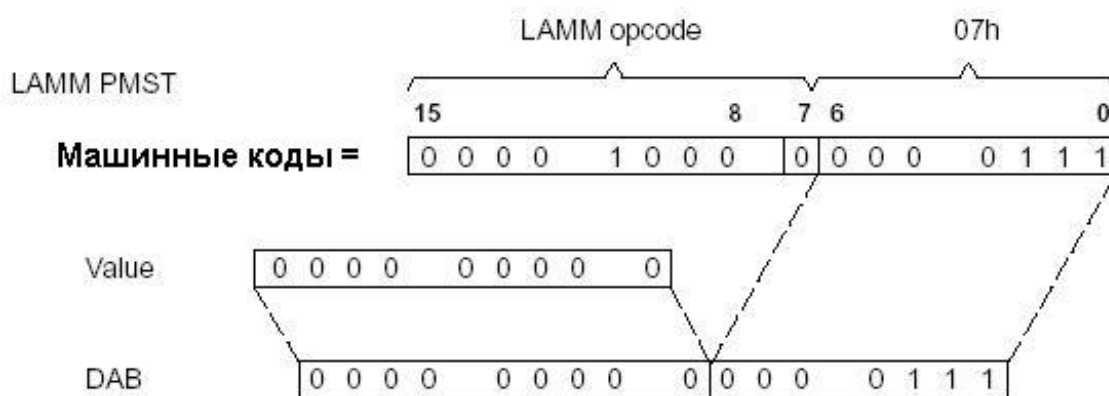 LAMM opcode 07h
LAMM PMST
15 8 7 6 0
Машинные коды = 0 0 0 0 1 0 0 0 0 0 0 0 0 1 1 1
Value 0 0 0 0 0 0 0 0 0
DAB 0 0 0 0 0 0 0 0 0 0 0 0 0 1 1 1